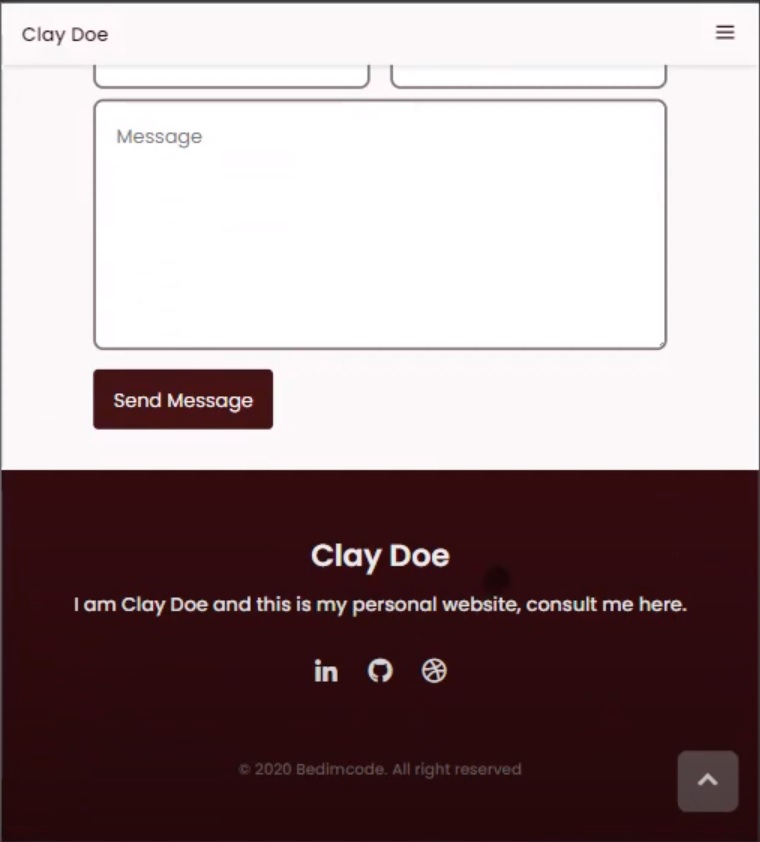 Clay Doe
Message
Send Message
Clay Doe
I am Clay Doe and this is my personal website, consult me here.
in
© 2020 Bedimcode. All right reserved